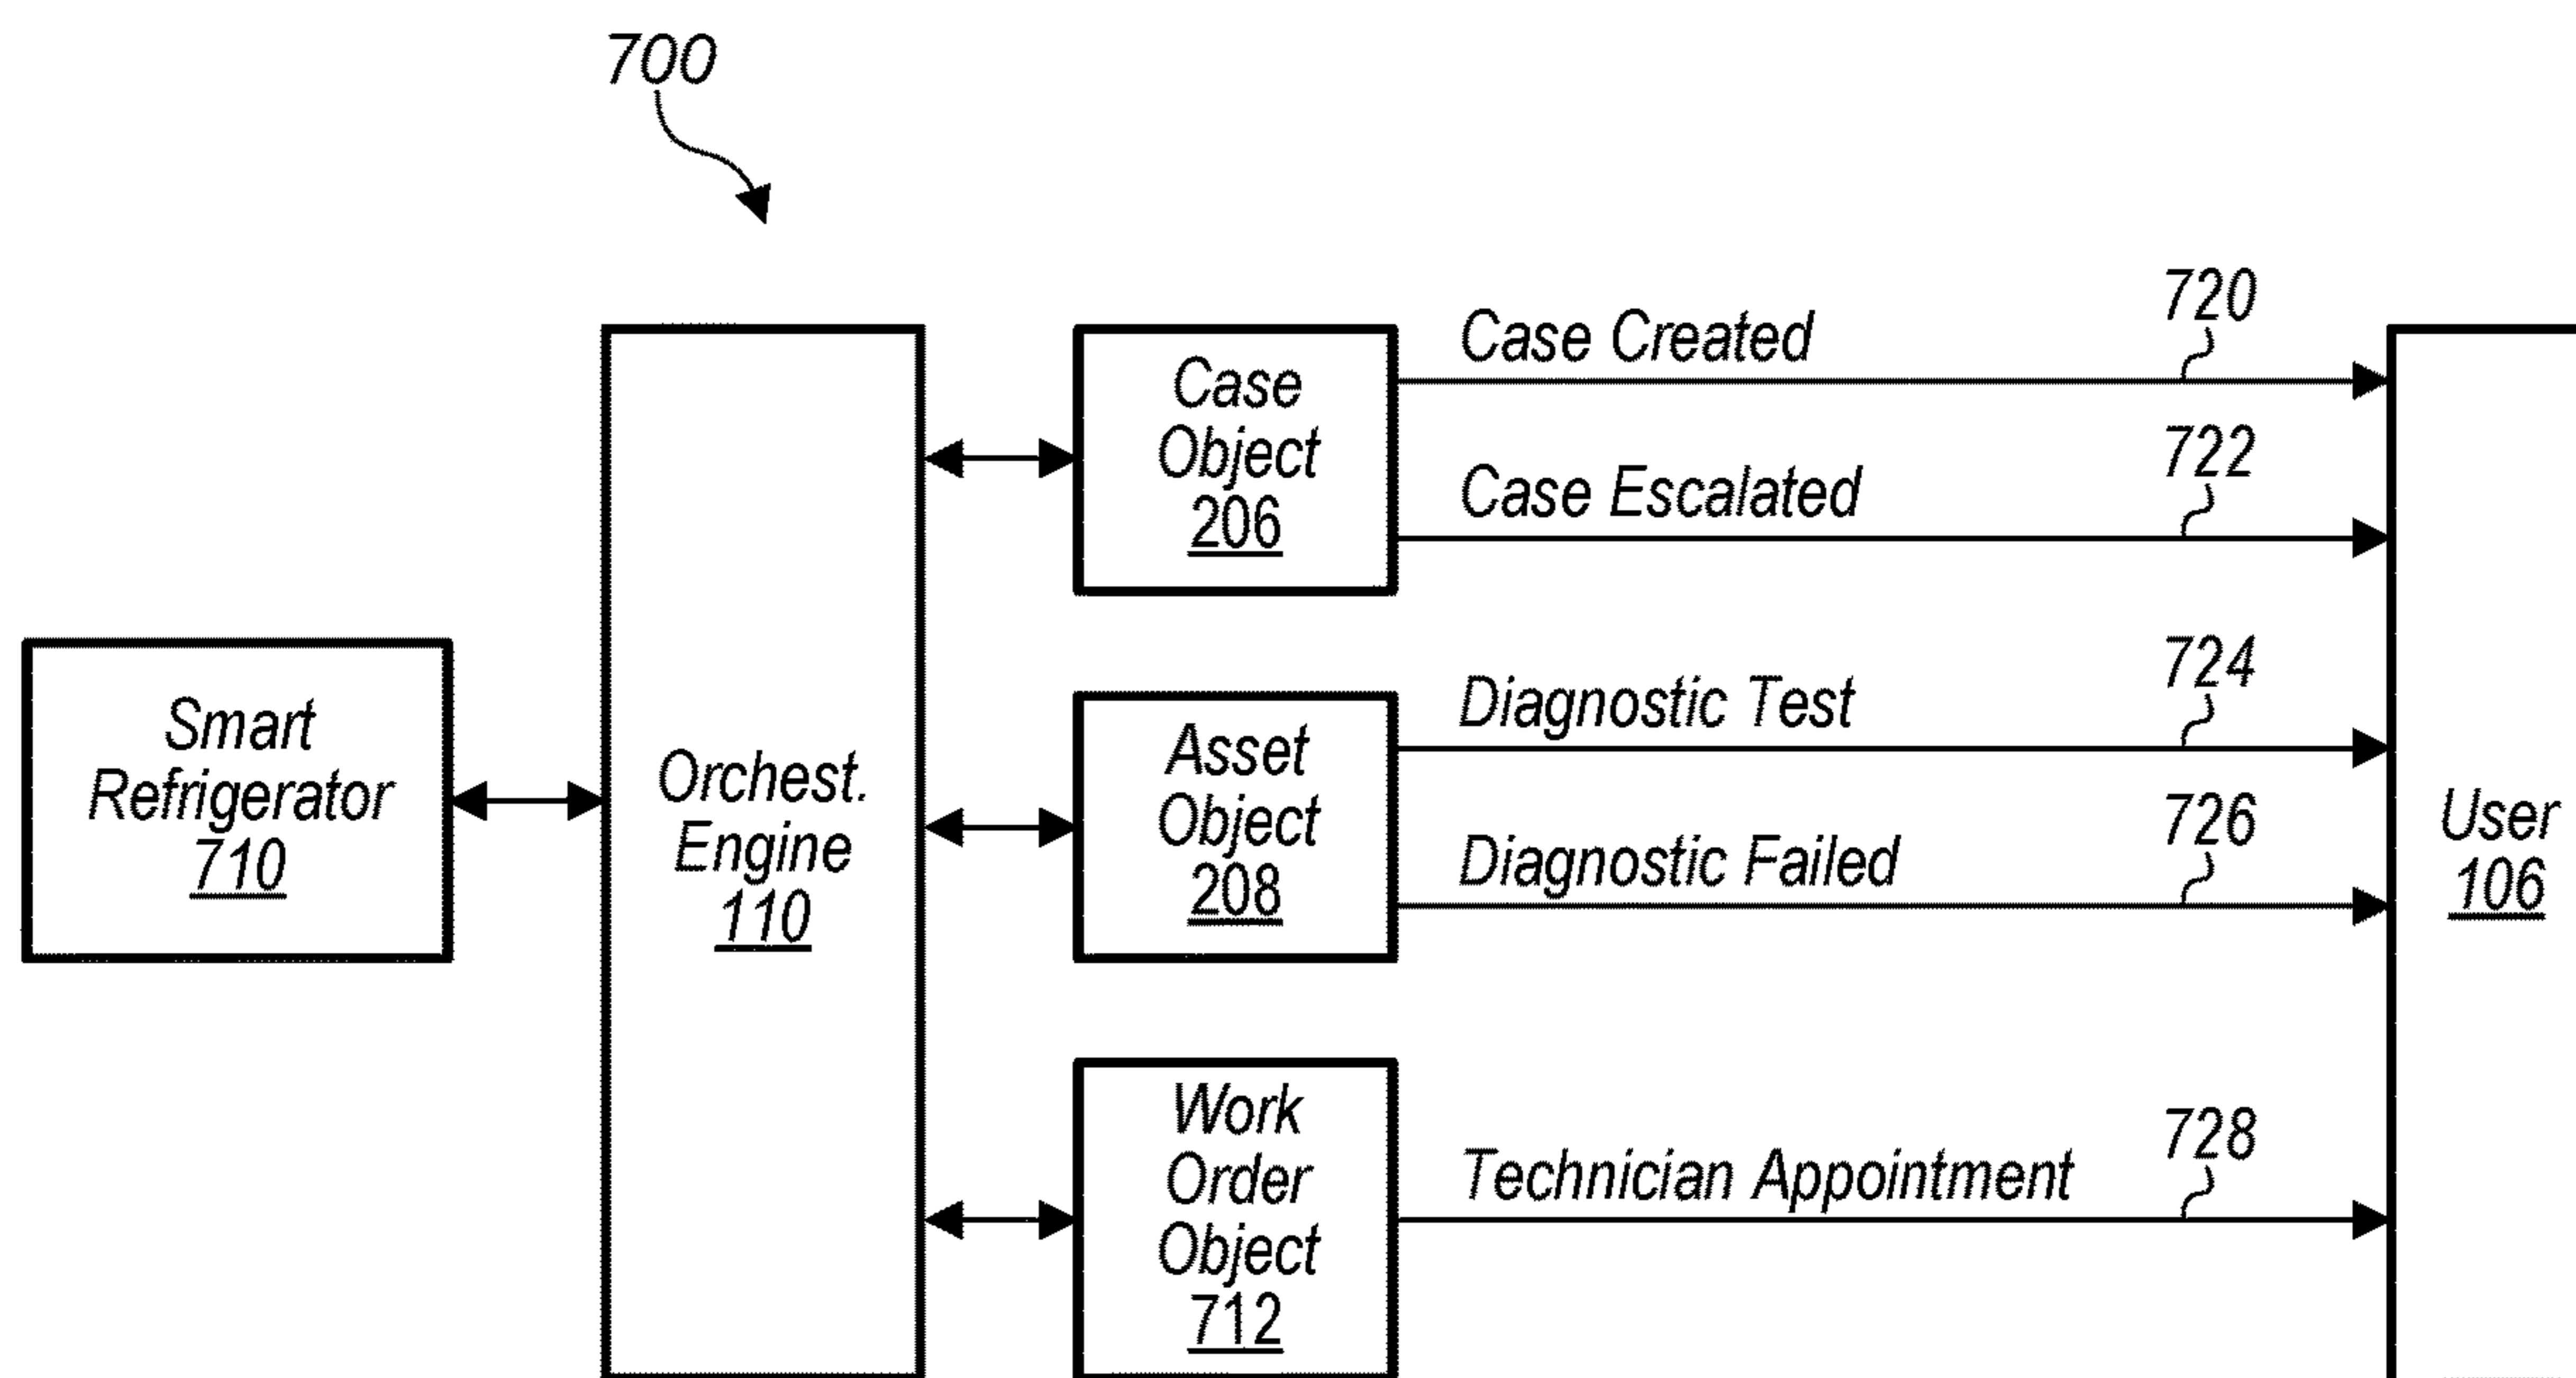 700
Smart
Refrigerator
710
Orchest.
Engine
110
Case
Object
206
Case Created
720
Case Escalated
722
Asset
Object
208
Diagnostic Test
724
Diagnostic Failed
726
Work
Order
Object
712
Technician Appointment
728
User
106